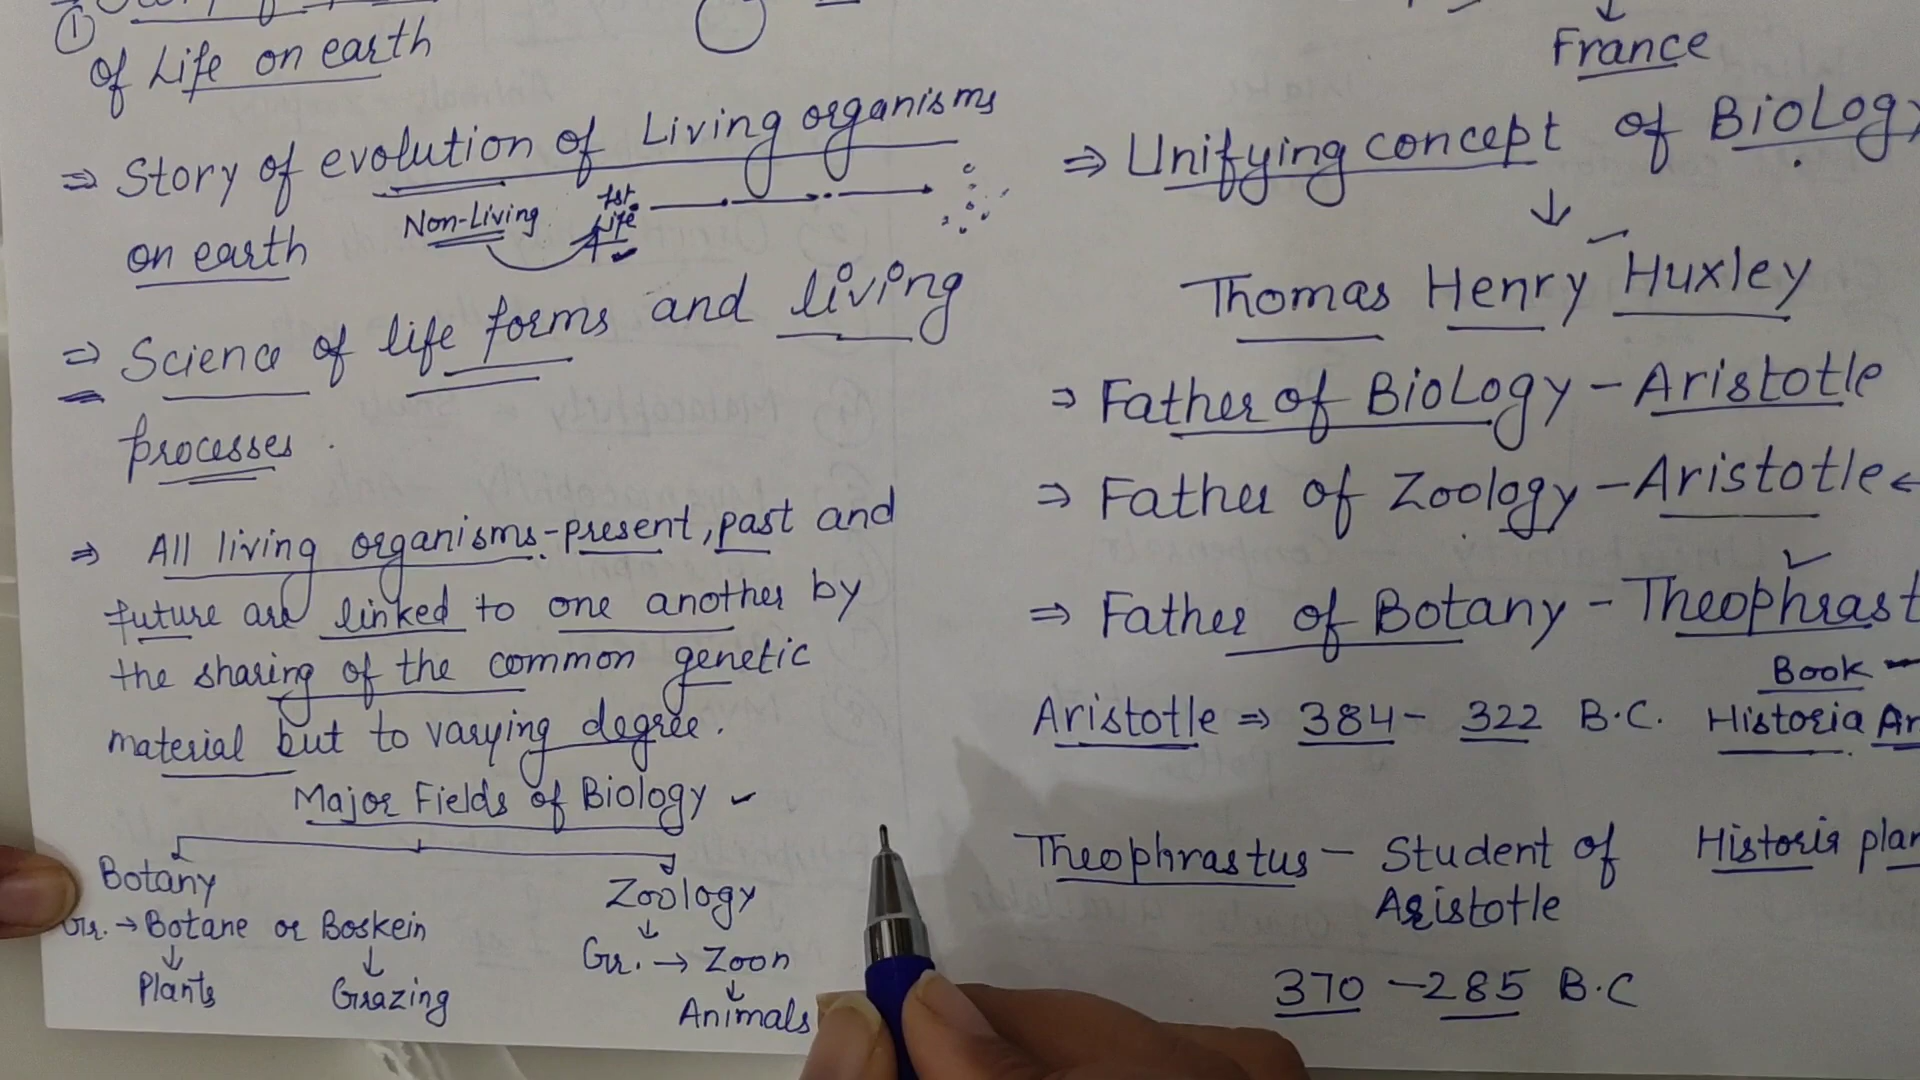 ①
of Life on earth
⇒ Story of evolution of Living organisms
on earth
Non-Living
1st
Life
⇒ Science of life forms and living
processes.
⇒ All living organisms-present, past and
future are linked to one another by
the sharing of the common genetic
material but to varying degree.
Major Fields of Biology
Botany
Gr. → Botane or Boskein
↓ ↓
Plants Grazing
Zoology
↓
Gr. → Zoon
↓
Animals
↓
France
⇒ Unifying concept of BioLogy
↓
Thomas Henry Huxley
⇒ Father of BioLogy - Aristotle
⇒ Father of Zoology - Aristotle ←
⇒ Father of Botany - Theophrast
Book -
Aristotle ⇒ 384 - 322 B.C. Historia An
Theophrastus - Student of Historia plan
Aristotle
370 - 285 B.C